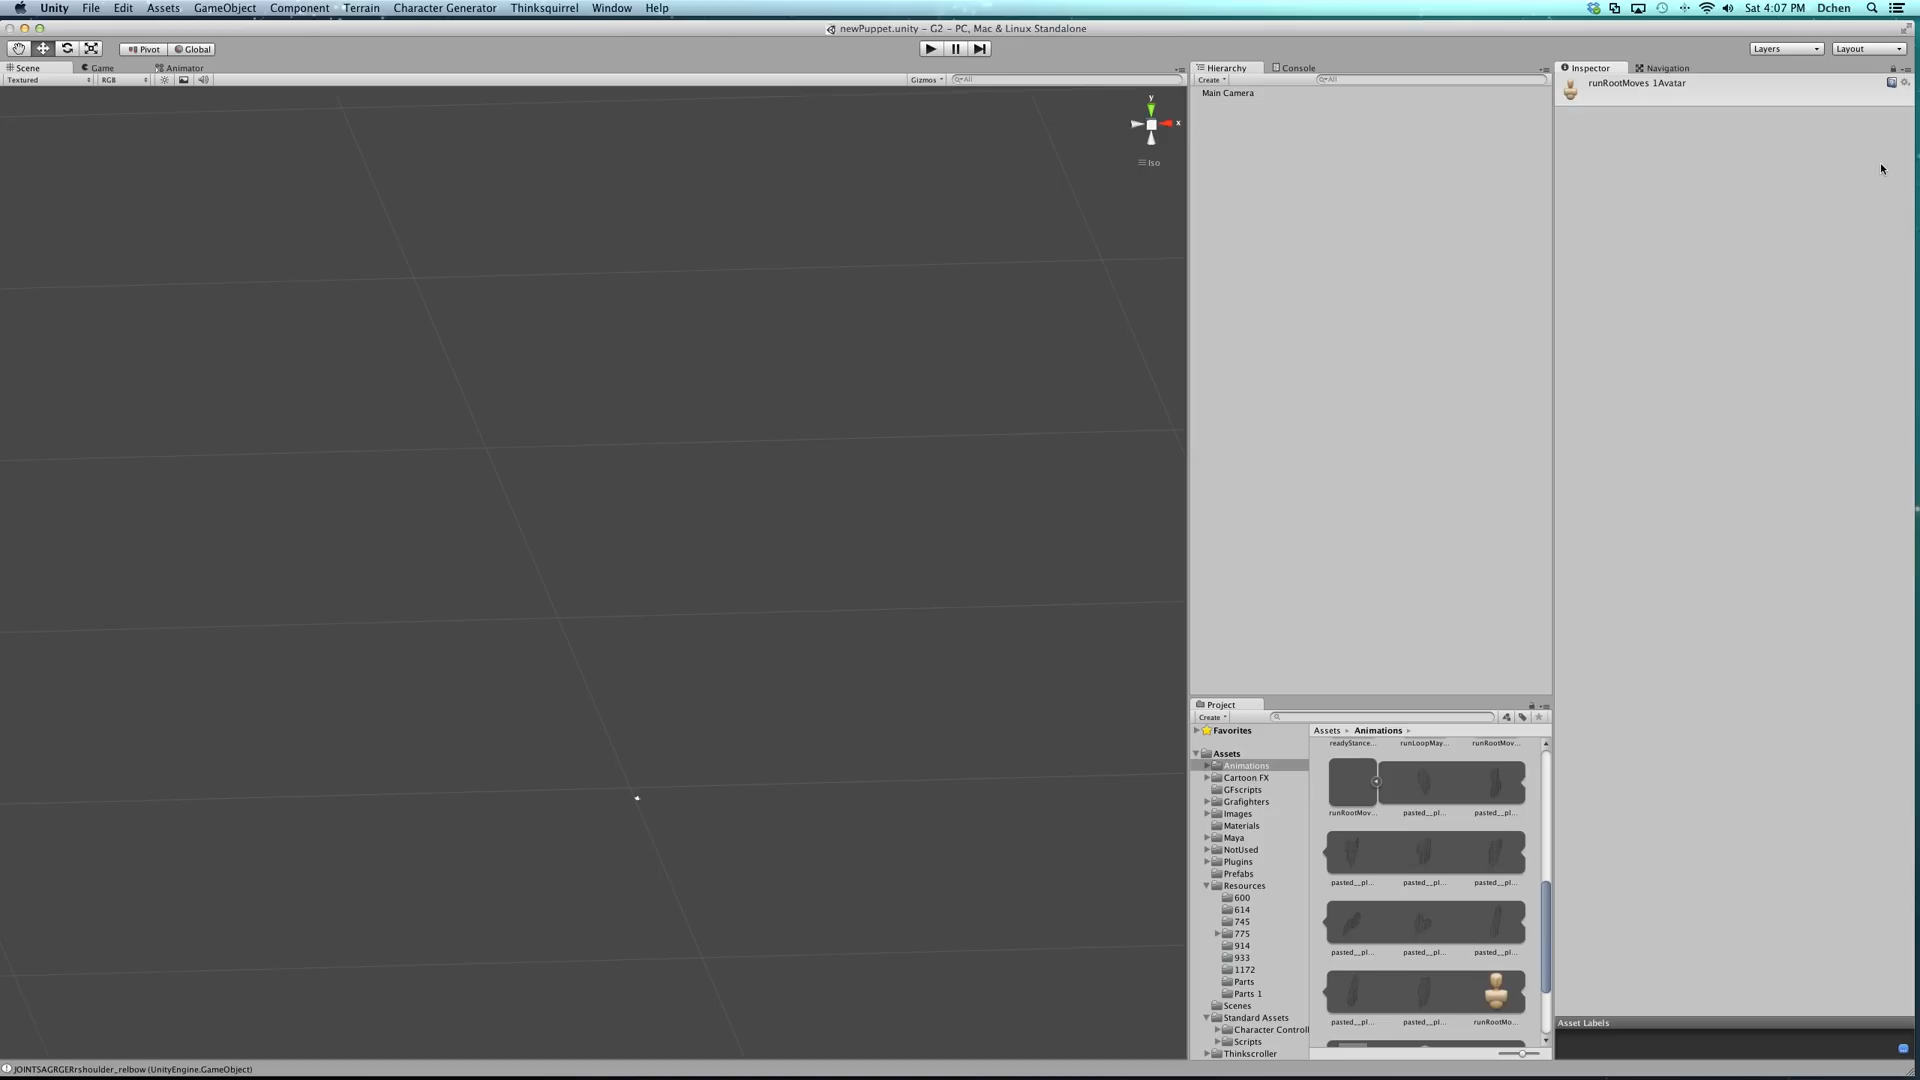 Unity File Edit Assets GameObject Component Terrain Character Generator Thinksquirrel Window Help Sat 4:07 PM Dchen
newPuppet.unity - G2 - PC, Mac & Linux Standalone
Pivot Global Layers Layout
Scene Game Animator Hierarchy Console Inspector Navigation
Textured RGB Gizmos All Create All
runRootMoves 1Avatar
Main Camera
y
x
Iso
Project
Create
Favorites
Assets
Animations
Cartoon FX
GFscripts
Grafighters
Images
Materials
Maya
NotUsed
Plugins
Prefabs
Resources
600
614
745
775
914
933
1172
Parts
Parts 1
Scenes
Standard Assets
Character Controll
Scripts
Thinkscroller
Assets Animations
readyStance... runLoopMay... runRootMov...
runRootMov... pasted__pl... pasted__pl...
pasted__pl... pasted__pl... pasted__pl...
pasted__pl... pasted__pl... pasted__pl...
pasted__pl... pasted__pl... runRootMo...
Asset Labels
JOINTSAGRGERrshoulder_relbow (UnityEngine.GameObject)